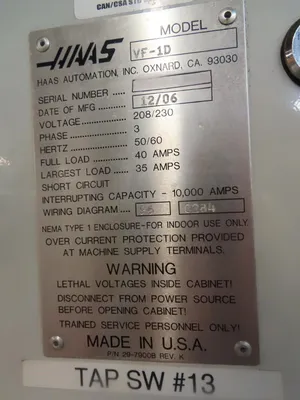 CAN/CSA STD
HAAS
MODEL
VF-1D
HAAS AUTOMATION, INC. OXNARD, CA. 93030
SERIAL NUMBER
DATE OF MFG 12/06
VOLTAGE 208/230
PHASE 3
HERTZ 50/60
FULL LOAD 40 AMPS
LARGEST LOAD 35 AMPS
SHORT CIRCUIT
INTERRUPTING CAPACITY - 10,000 AMPS
WIRING DIAGRAM
NEMA TYPE 1 ENCLOSURE-FOR INDOOR USE ONLY
OVER CURRENT PROTECTION PROVIDED
AT MACHINE SUPPLY TERMINALS.
WARNING
LETHAL VOLTAGES INSIDE CABINET!
DISCONNECT FROM POWER SOURCE
BEFORE OPENING CABINET!
TRAINED SERVICE PERSONNEL ONLY!
MADE IN U.S.A.
P/N 29-7900B REV. K
TAP SW #13